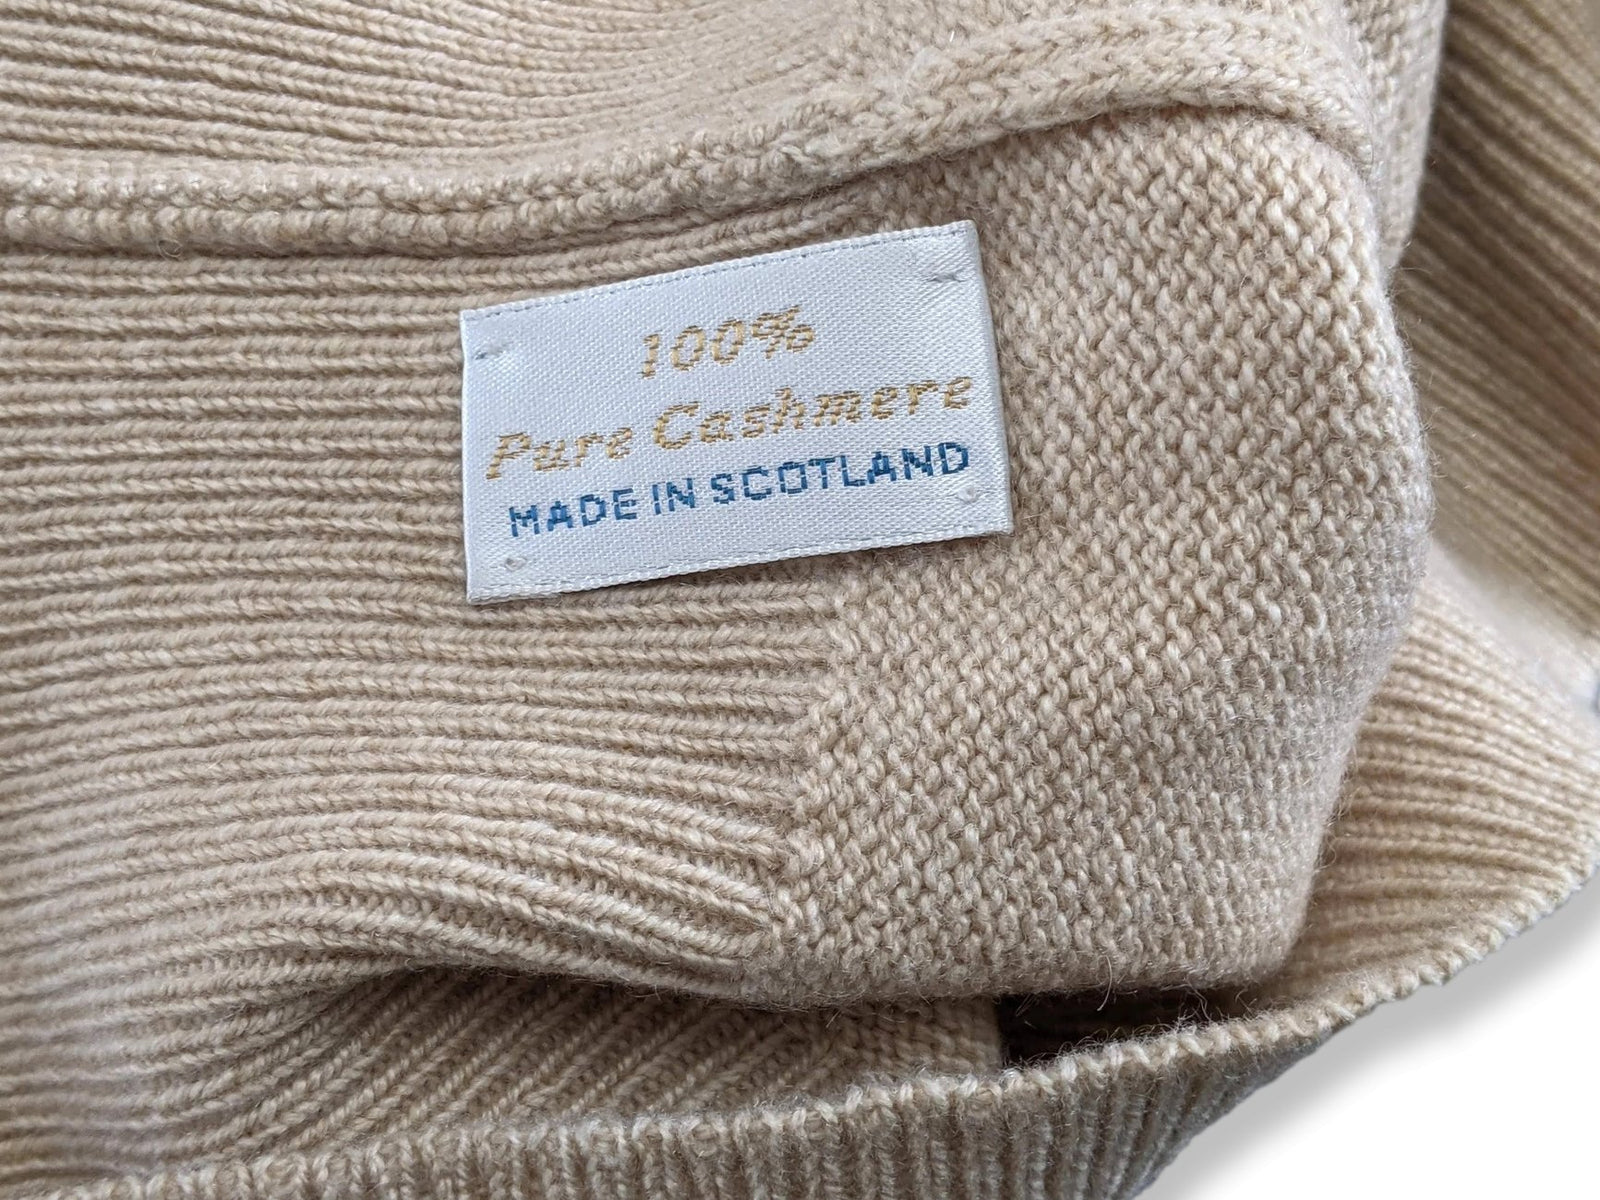 100%
Pure Cashmere
MADE IN SCOTLAND